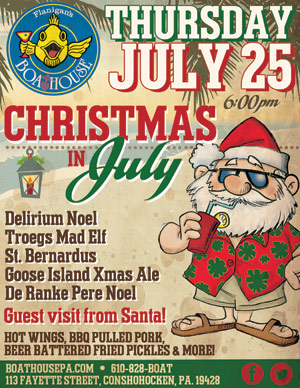 Flanigan's
BOATHOUSE
THURSDAY
JULY 25
6:00pm
CHRISTMAS
IN July
Delirium Noel
Troegs Mad Elf
St. Bernardus
Goose Island Xmas Ale
De Ranke Pere Noel
Guest visit from Santa!
HOT WINGS, BBQ PULLED PORK,
BEER BATTERED FRIED PICKLES & MORE!
BOATHOUSEPA.COM • 610-828-BOAT
113 FAYETTE STREET, CONSHOHOCKEN, PA. 19428